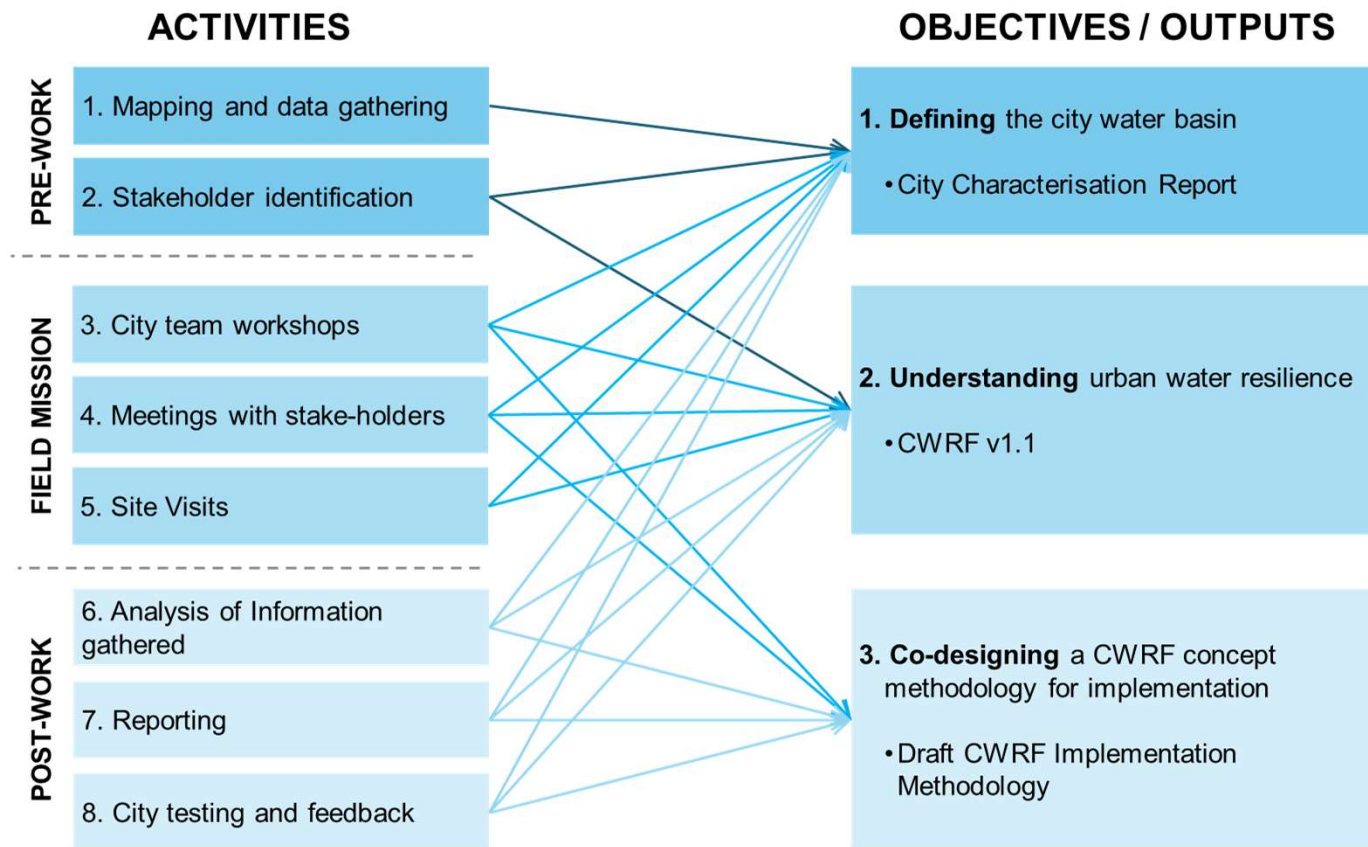 ACTIVITIES
OBJECTIVES / OUTPUTS
PRE-WORK
1. Mapping and data gathering
2. Stakeholder identification
1. Defining the city water basin
• City Characterisation Report
FIELD MISSION
3. City team workshops
4. Meetings with stake-holders
5. Site Visits
2. Understanding urban water resilience
• CWRF v1.1
POST-WORK
6. Analysis of Information
gathered
7. Reporting
8. City testing and feedback
3. Co-designing a CWRF concept
methodology for implementation
• Draft CWRF Implementation
Methodology